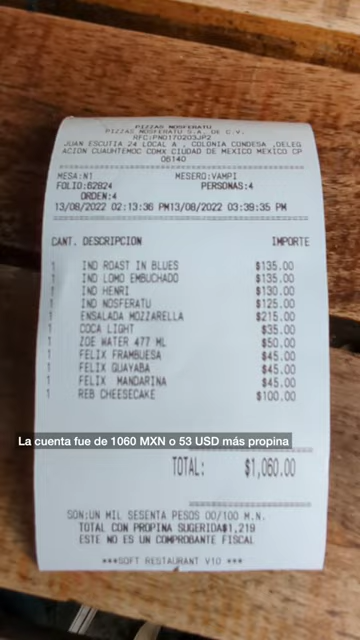 PIZZAS NOSFERATU
PIZZAS NOSFERATU S.A. DE C.V.
RFC:PNO170203JP2
JUAN ESCUTIA 24 LOCAL A , COLONIA CONDESA ,DELEG
ACION CUAUHTEMOC CDMX CIUDAD DE MEXICO MEXICO CP
06140
MESA:N1 MESERO:VAMPI
FOLIO:62824 PERSONAS:4
ORDEN:4
13/08/2022 02:13:36 PM13/08/2022 03:39:35 PM
CANT. DESCRIPCION IMPORTE
1 IND ROAST IN BLUES $135.00
1 IND LOMO EMBUCHADO $135.00
1 IND HENRI $130.00
1 IND NOSFERATU $125.00
1 ENSALADA MOZZARELLA $215.00
1 COCA LIGHT $35.00
1 ZOE WATER 477 ML $50.00
1 FELIX FRAMBUESA $45.00
1 FELIX GUAYABA $45.00
1 FELIX MANDARINA $45.00
1 REB CHEESECAKE $100.00
La cuenta fue de 1060 MXN o 53 USD más propina
TOTAL: $1,060.00
SON:UN MIL SESENTA PESOS 00/100 M.N.
TOTAL CON PROPINA SUGERIDA$1,219
ESTE NO ES UN COMPROBANTE FISCAL
***SOFT RESTAURANT V10 ***